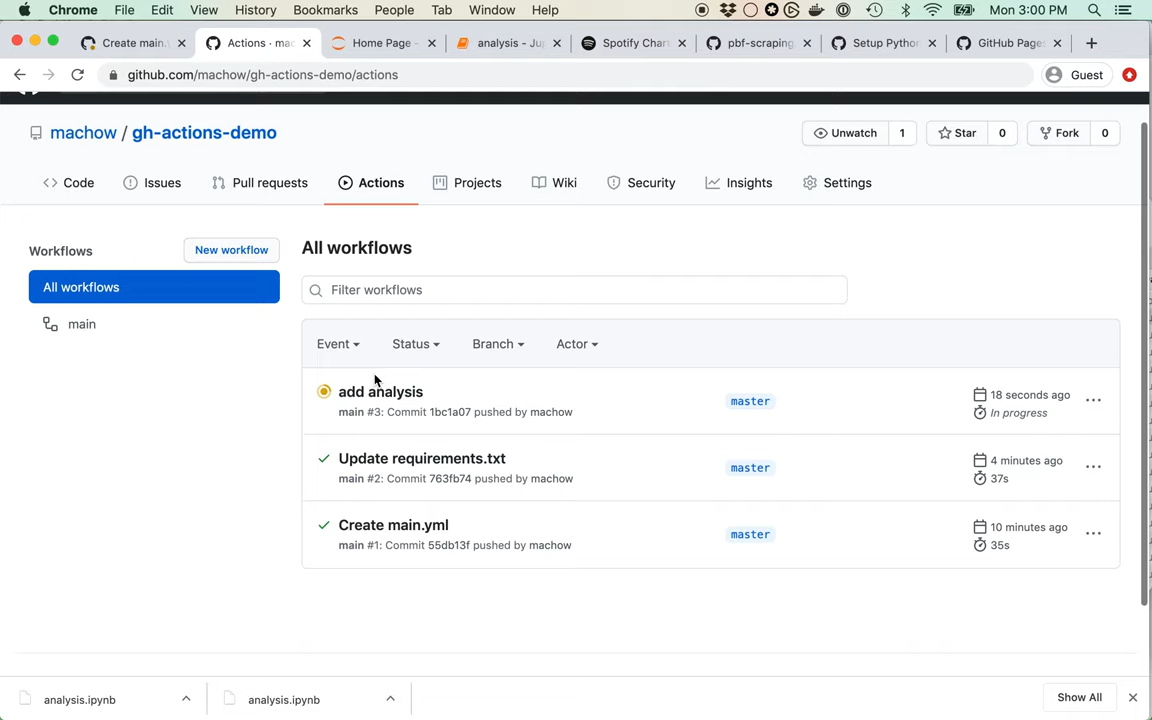 Chrome File Edit View History Bookmarks People Tab Window Help Mon 3:00 PM
Create main. Actions · mac Home Page - analysis - Ju Spotify Char pbf-scraping Setup Python GitHub Page
github.com/machow/gh-actions-demo/actions Guest
machow / gh-actions-demo Unwatch 1 Star 0 Fork 0
Code Issues Pull requests Actions Projects Wiki Security Insights Settings
Workflows New workflow
All workflows
main
All workflows
Filter workflows
Event Status Branch Actor
add analysis
main #3: Commit 1bc1a07 pushed by machow
master
18 seconds ago
In progress
Update requirements.txt
main #2: Commit 763fb74 pushed by machow
master
4 minutes ago
37s
Create main.yml
main #1: Commit 55db13f pushed by machow
master
10 minutes ago
35s
analysis.ipynb analysis.ipynb Show All